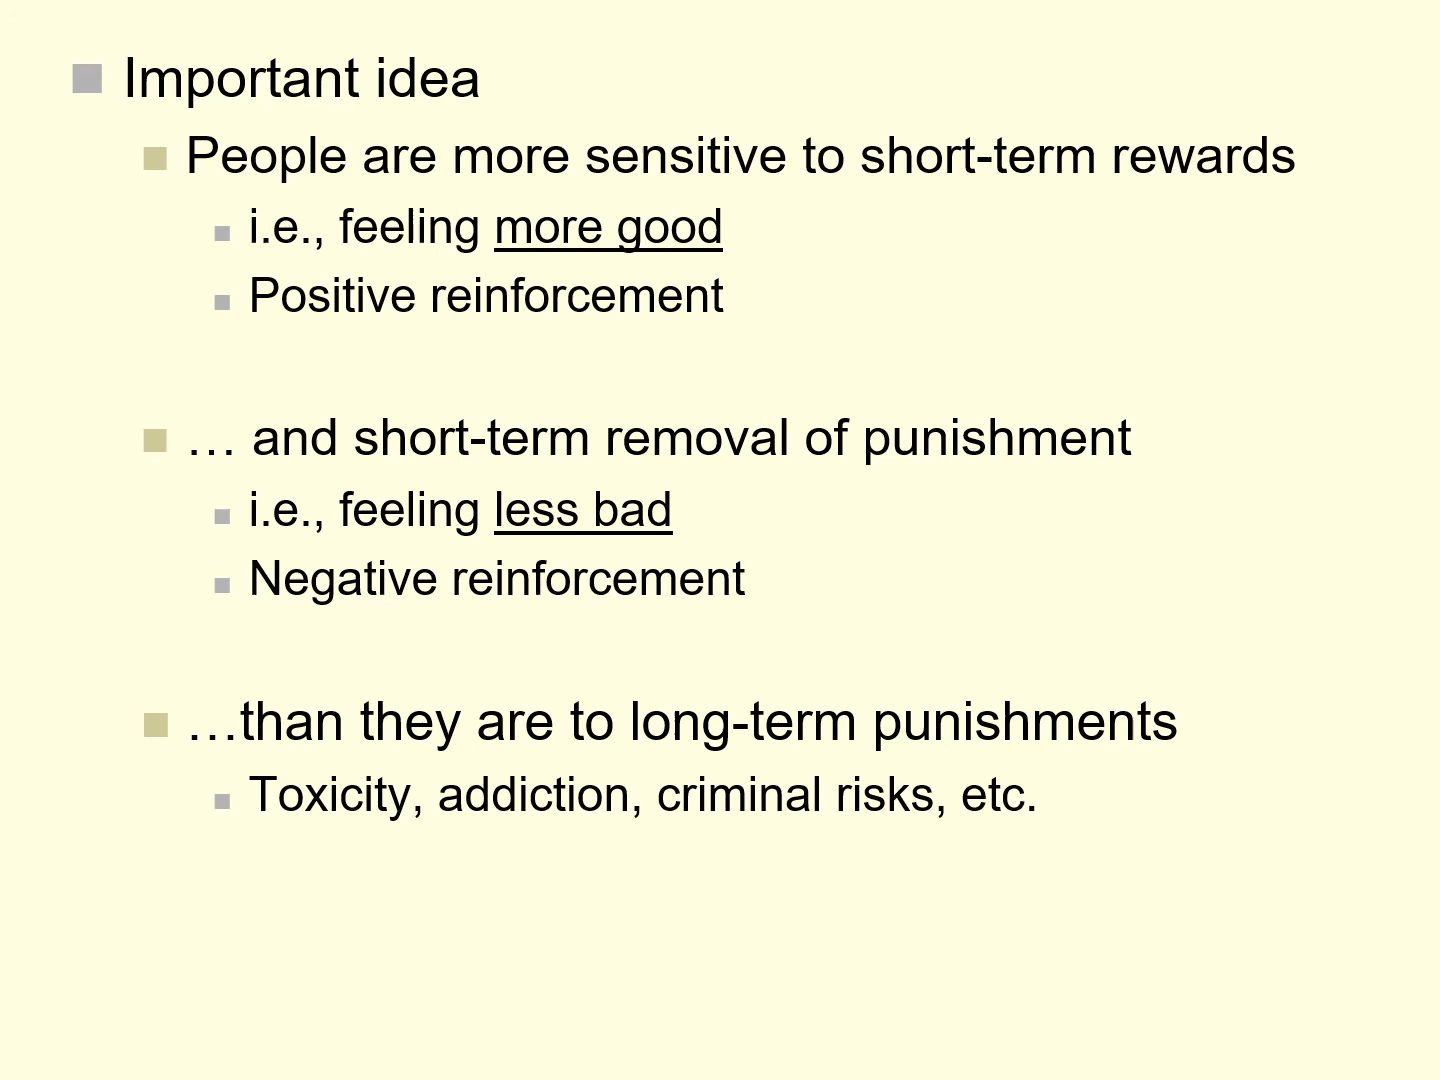 Important idea
People are more sensitive to short-term rewards
i.e., feeling more good
Positive reinforcement
… and short-term removal of punishment
i.e., feeling less bad
Negative reinforcement
…than they are to long-term punishments
Toxicity, addiction, criminal risks, etc.